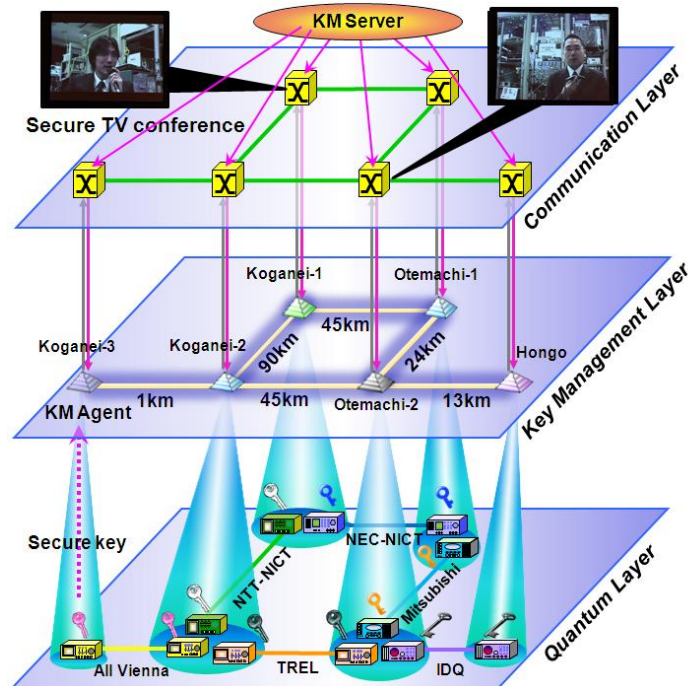 KM Server
Secure TV conference
Communication Layer
Koganei-1
Otemachi-1
45km
Koganei-3
Koganei-2
90km
24km
Hongo
KM Agent
1km
45km
Otemachi-2
13km
Key Management Layer
Secure key
NTT- NICT
NEC-NICT
Mitsubishi
All Vienna
TREL
IDQ
Quantum Layer